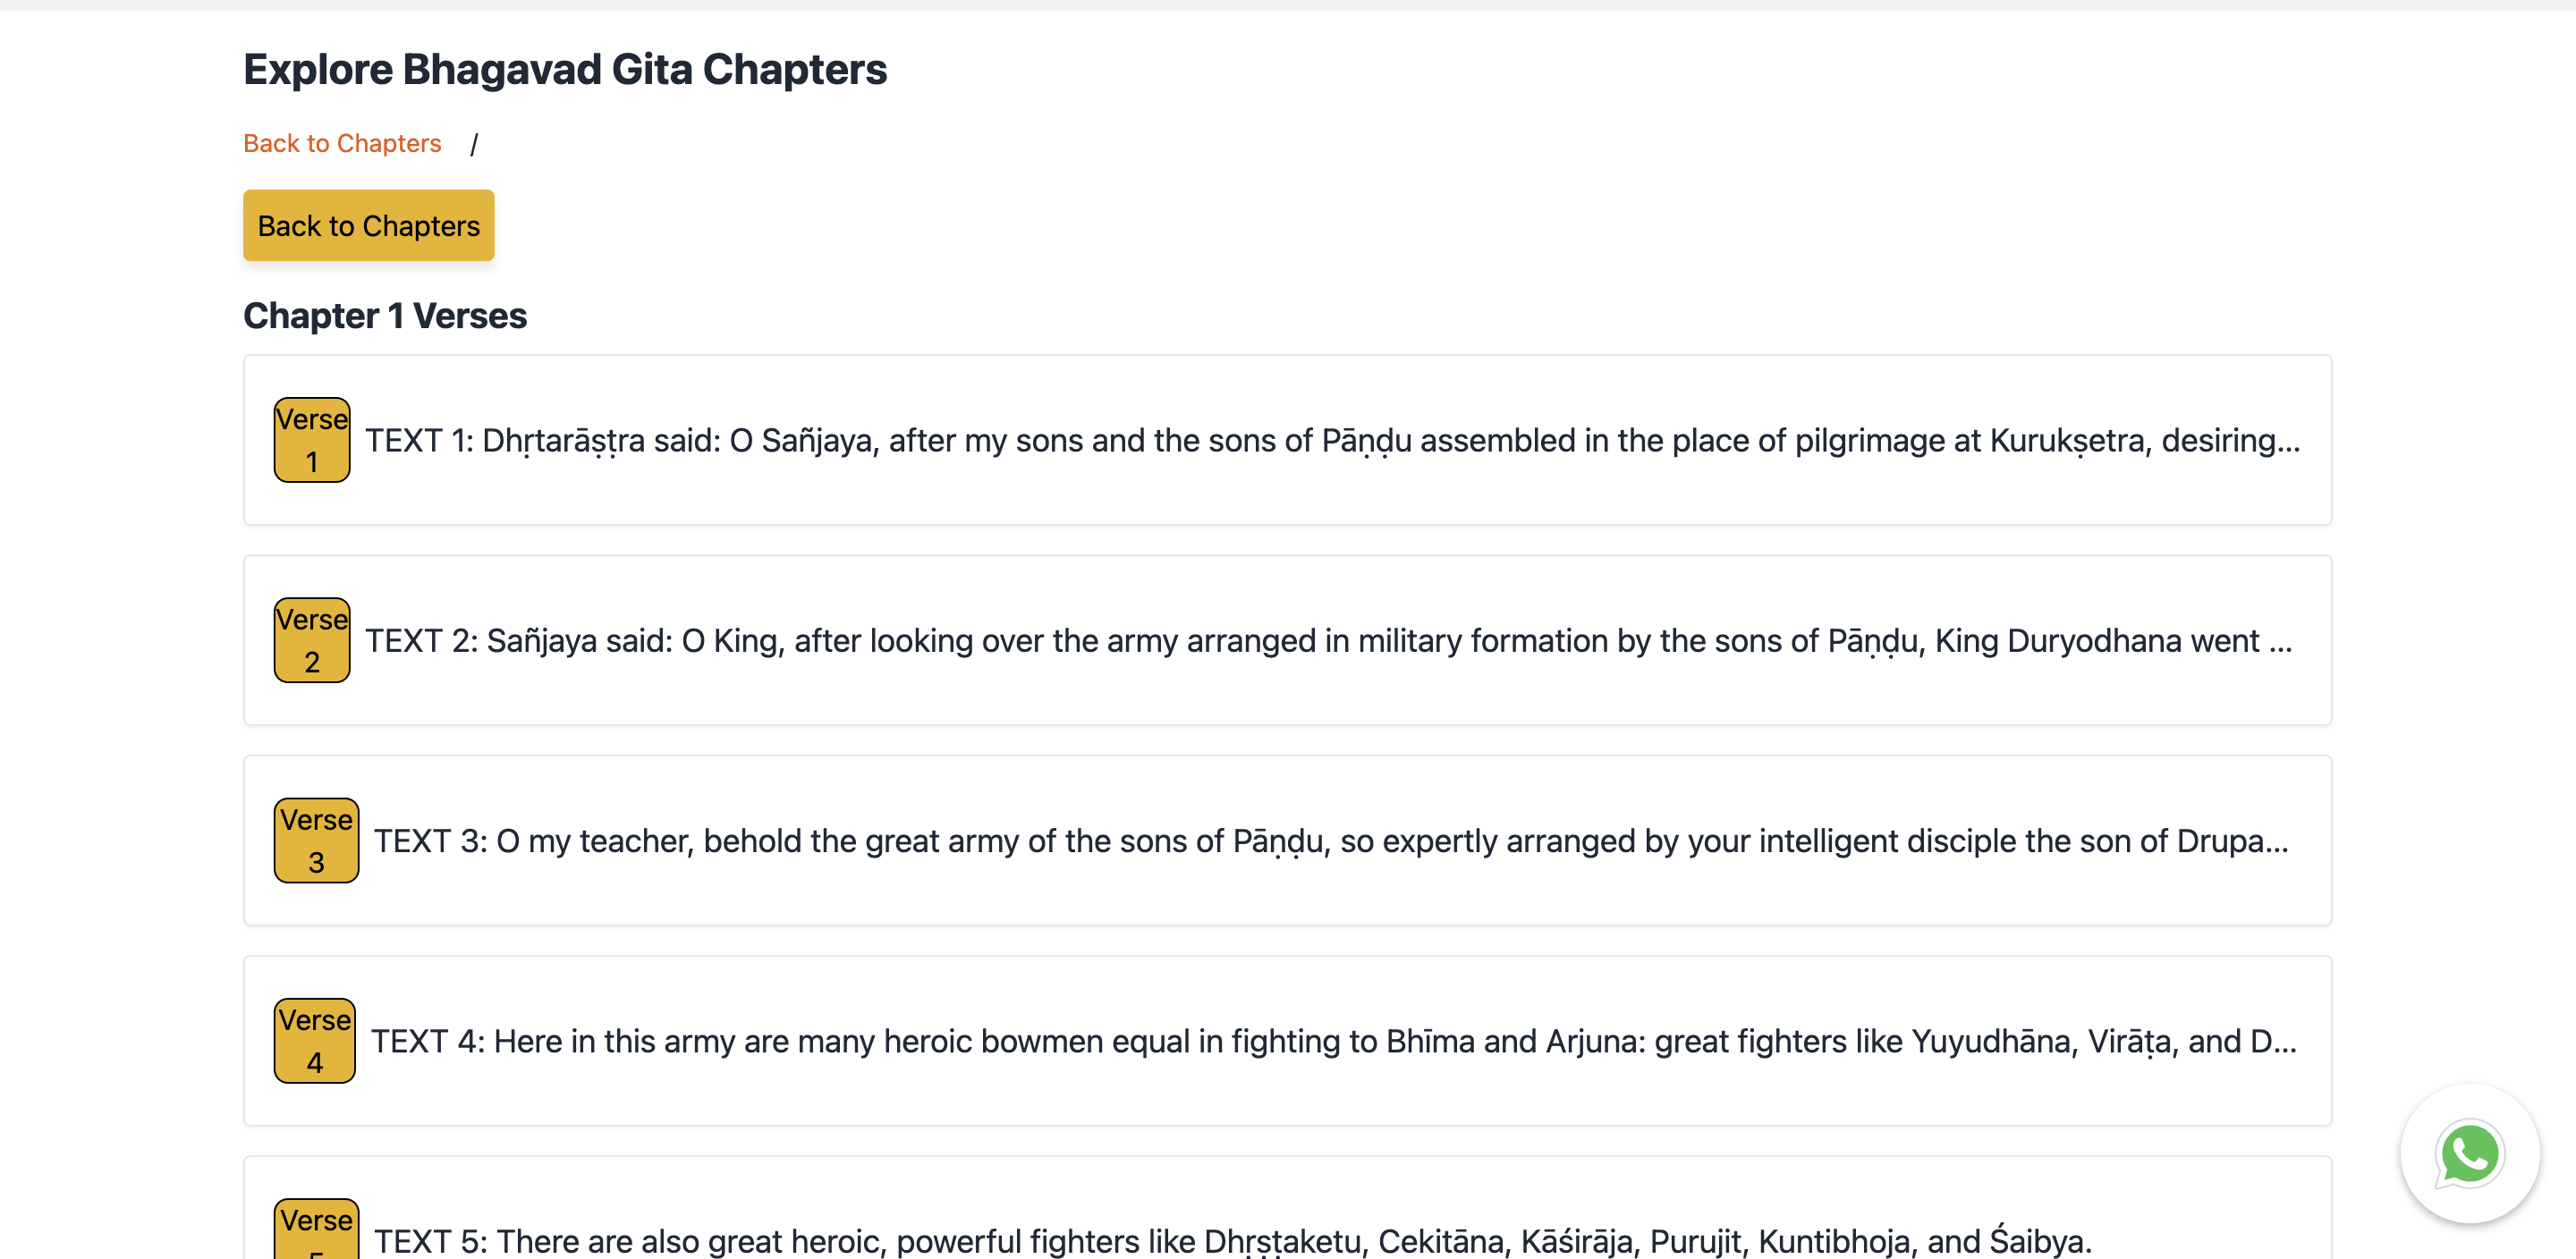 Explore Bhagavad Gita Chapters
Back to Chapters /
Back to Chapters
Chapter 1 Verses
Verse
1
TEXT 1: Dhṛtarāṣṭra said: O Sañjaya, after my sons and the sons of Pāṇḍu assembled in the place of pilgrimage at Kurukṣetra, desiring...
Verse
2
TEXT 2: Sañjaya said: O King, after looking over the army arranged in military formation by the sons of Pāṇḍu, King Duryodhana went ...
Verse
3
TEXT 3: O my teacher, behold the great army of the sons of Pāṇḍu, so expertly arranged by your intelligent disciple the son of Drupa...
Verse
4
TEXT 4: Here in this army are many heroic bowmen equal in fighting to Bhīma and Arjuna: great fighters like Yuyudhāna, Virāṭa, and D...
Verse
5
TEXT 5: There are also great heroic, powerful fighters like Dhṛṣṭaketu, Cekitāna, Kāśirāja, Purujit, Kuntibhoja, and Śaibya.